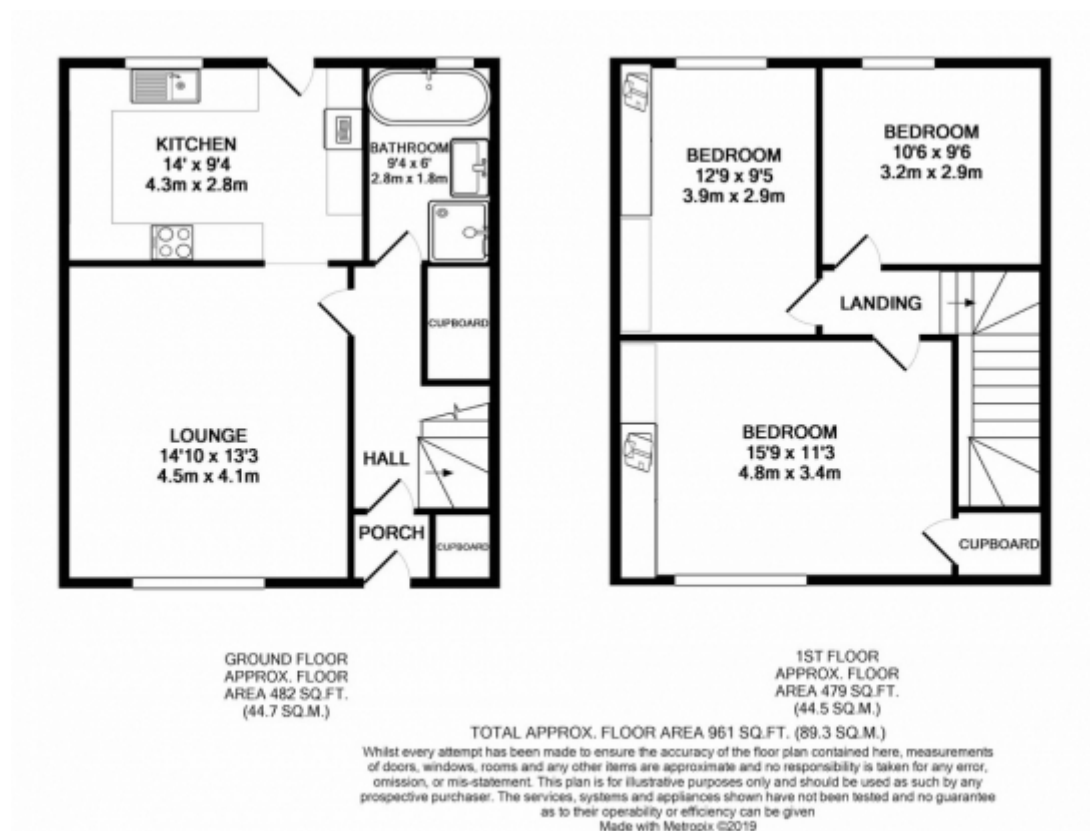 KITCHEN
14' x 9'4
4.3m x 2.8m
BATHROOM
9'4 x 6'
2.8m x 1.8m
CUPBOARD
LOUNGE
14'10 x 13'3
4.5m x 4.1m
HALL
PORCH
CUPBOARD
GROUND FLOOR
APPROX. FLOOR
AREA 482 SQ.FT.
(44.7 SQ.M.)
BEDROOM
12'9 x 9'5
3.9m x 2.9m
BEDROOM
10'6 x 9'6
3.2m x 2.9m
LANDING
BEDROOM
15'9 x 11'3
4.8m x 3.4m
CUPBOARD
1ST FLOOR
APPROX. FLOOR
AREA 479 SQ.FT.
(44.5 SQ.M.)
TOTAL APPROX. FLOOR AREA 961 SQ.FT. (89.3 SQ.M.)
Whilst every attempt has been made to ensure the accuracy of the floor plan contained here, measurements
of doors, windows, rooms and any other items are approximate and no responsibility is taken for any error,
omission, or mis-statement. This plan is for illustrative purposes only and should be used as such by any
prospective purchaser. The services, systems and appliances shown have not been tested and no guarantee
as to their operability or efficiency can be given
Made with Metropix ©2019